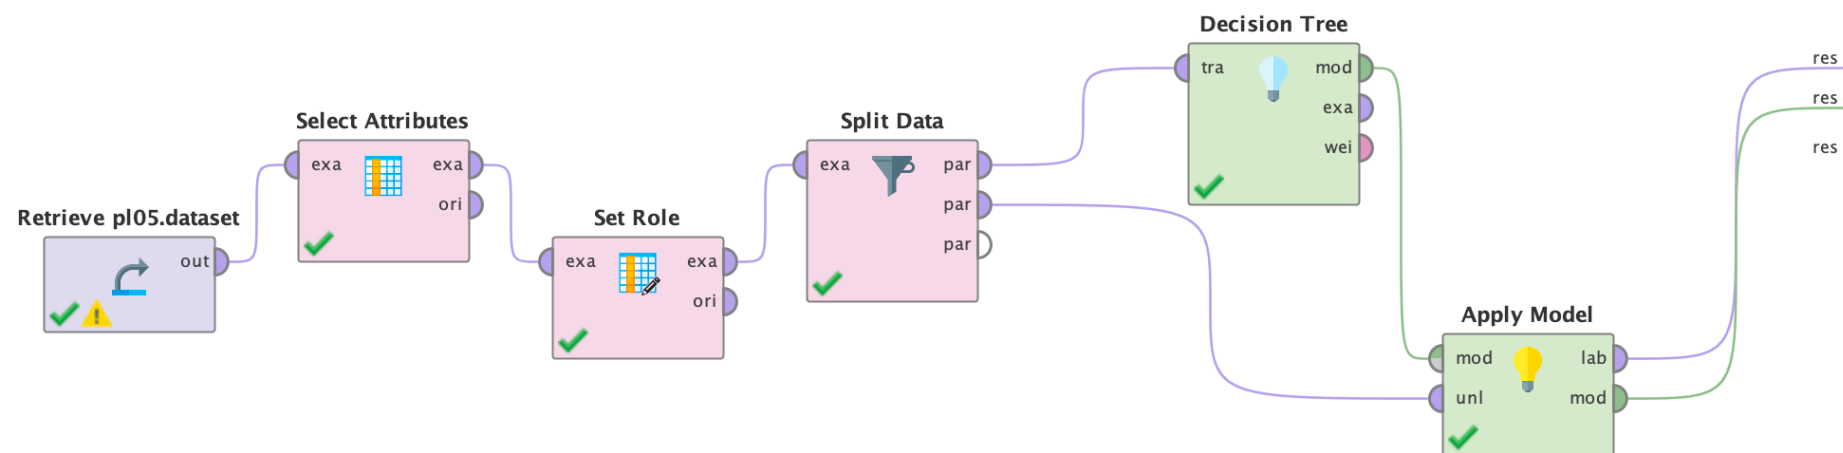 Retrieve pl05.dataset
out
Select Attributes
exa exa
ori
Set Role
exa exa
ori
Split Data
exa par
par
par
Decision Tree
tra mod
exa
wei
Apply Model
mod lab
unl mod
res
res
res